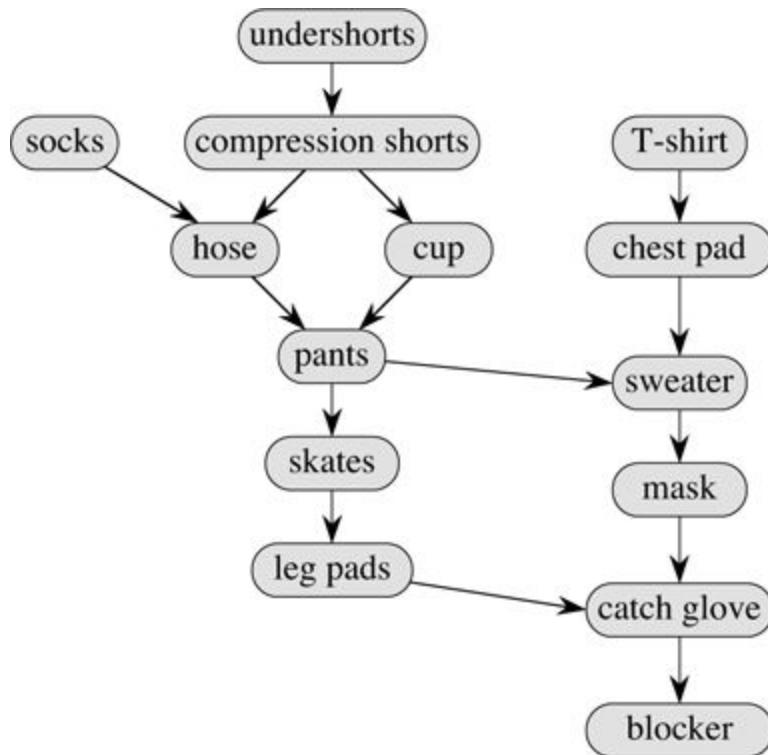 undershorts
socks
compression shorts
T-shirt
hose
cup
chest pad
pants
sweater
skates
mask
leg pads
catch glove
blocker